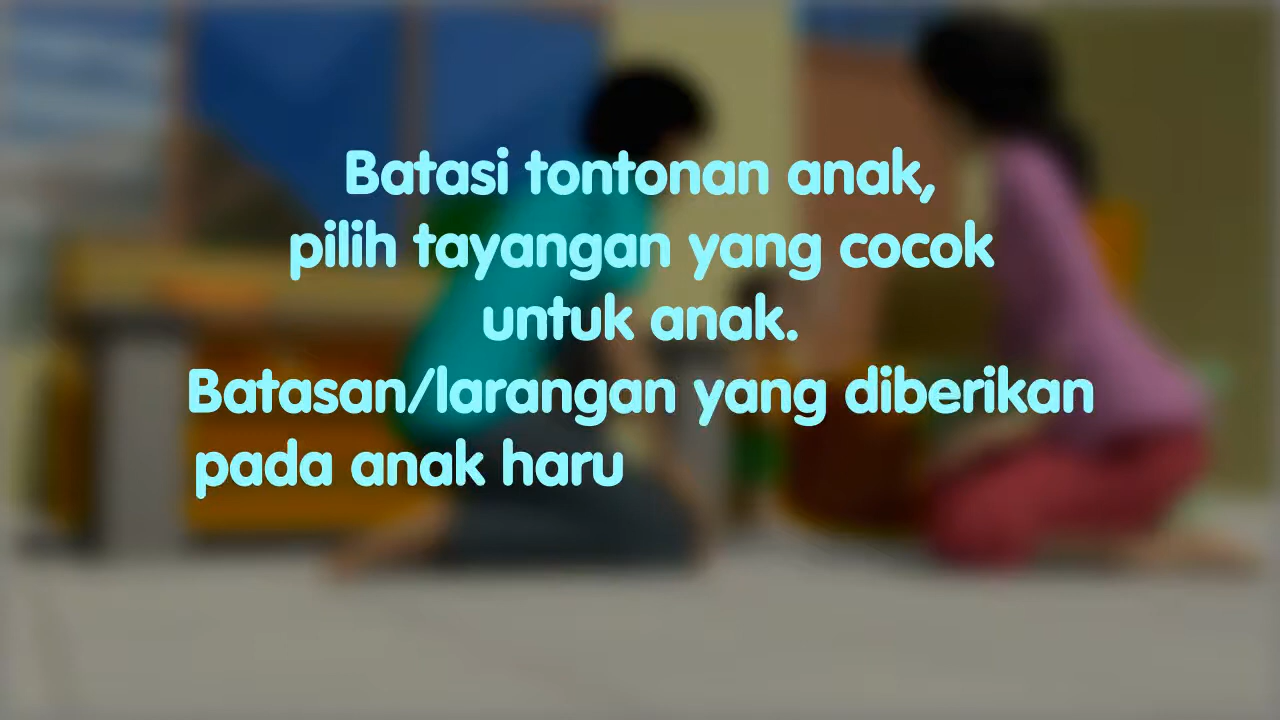 Batasi tontonan anak,
pilih tayangan yang cocok
untuk anak.
Batasan/larangan yang diberikan
pada anak haru